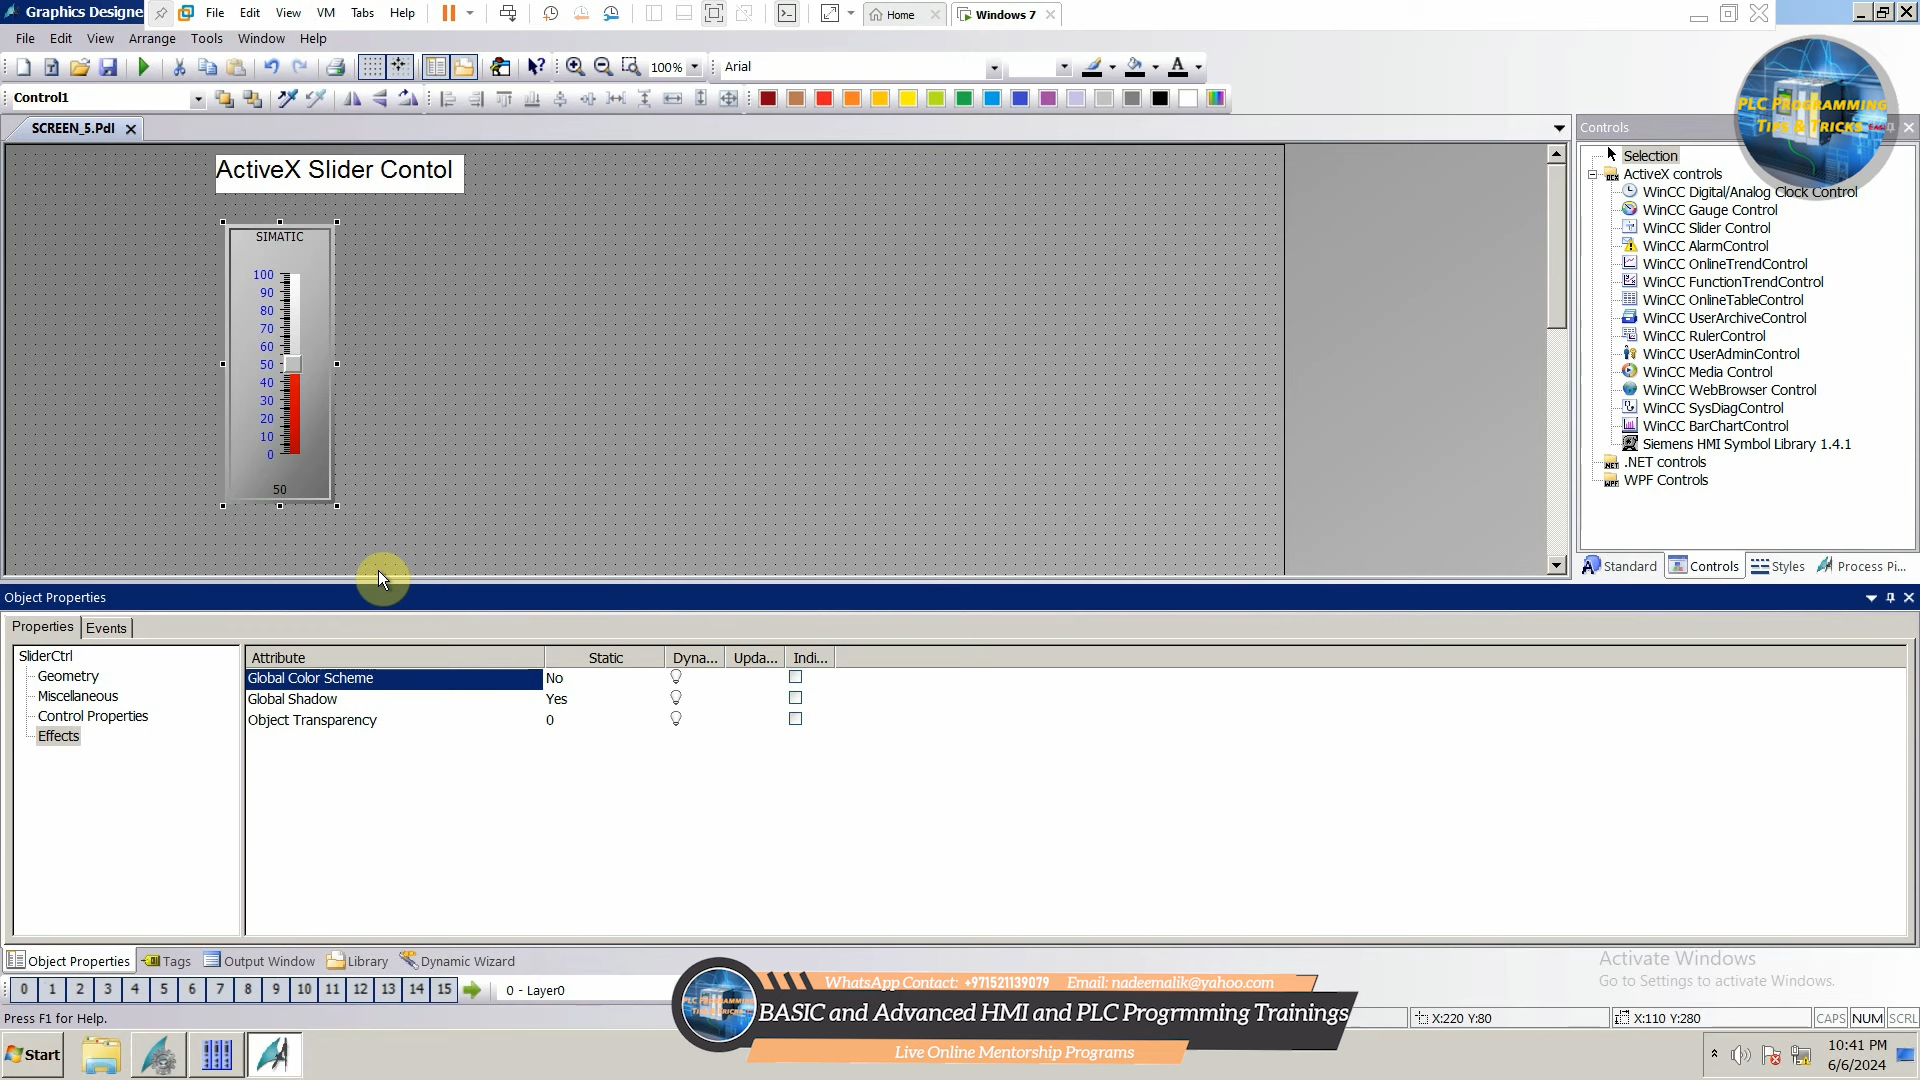 Graphics Designe File Edit View VM Tabs Help Home Windows 7
File Edit View Arrange Tools Window Help
100% Arial
Control1
SCREEN_5.Pdl
ActiveX Slider Contol
SIMATIC
100
90
80
70
60
50
40
30
20
10
0
50
Controls
PLC PROGRAMMING
TIPS & TRICKS
Selection
ActiveX controls
WinCC Digital/Analog Clock Control
WinCC Gauge Control
WinCC Slider Control
WinCC AlarmControl
WinCC OnlineTrendControl
WinCC FunctionTrendControl
WinCC OnlineTableControl
WinCC UserArchiveControl
WinCC RulerControl
WinCC UserAdminControl
WinCC Media Control
WinCC WebBrowser Control
WinCC SysDiagControl
WinCC BarChartControl
Siemens HMI Symbol Library 1.4.1
.NET controls
WPF Controls
Standard Controls Styles Process Pi...
Object Properties
Properties Events
SliderCtrl
Geometry
Miscellaneous
Control Properties
Effects
Attribute Static Dyna... Upda... Indi...
Global Color Scheme No
Global Shadow Yes
Object Transparency 0
Object Properties Tags Output Window Library Dynamic Wizard
0 1 2 3 4 5 6 7 8 9 10 11 12 13 14 15 0 - Layer0
Activate Windows
Go to Settings to activate Windows.
WhatsApp Contact: +971521139079 Email: nadeemalik@yahoo.com
BASIC and Advanced HMI and PLC Progrmming Trainings
Live Online Mentorship Programs
Press F1 for Help.
X:220 Y:80 X:110 Y:280 CAPS NUM SCRL
Start
10:41 PM
6/6/2024